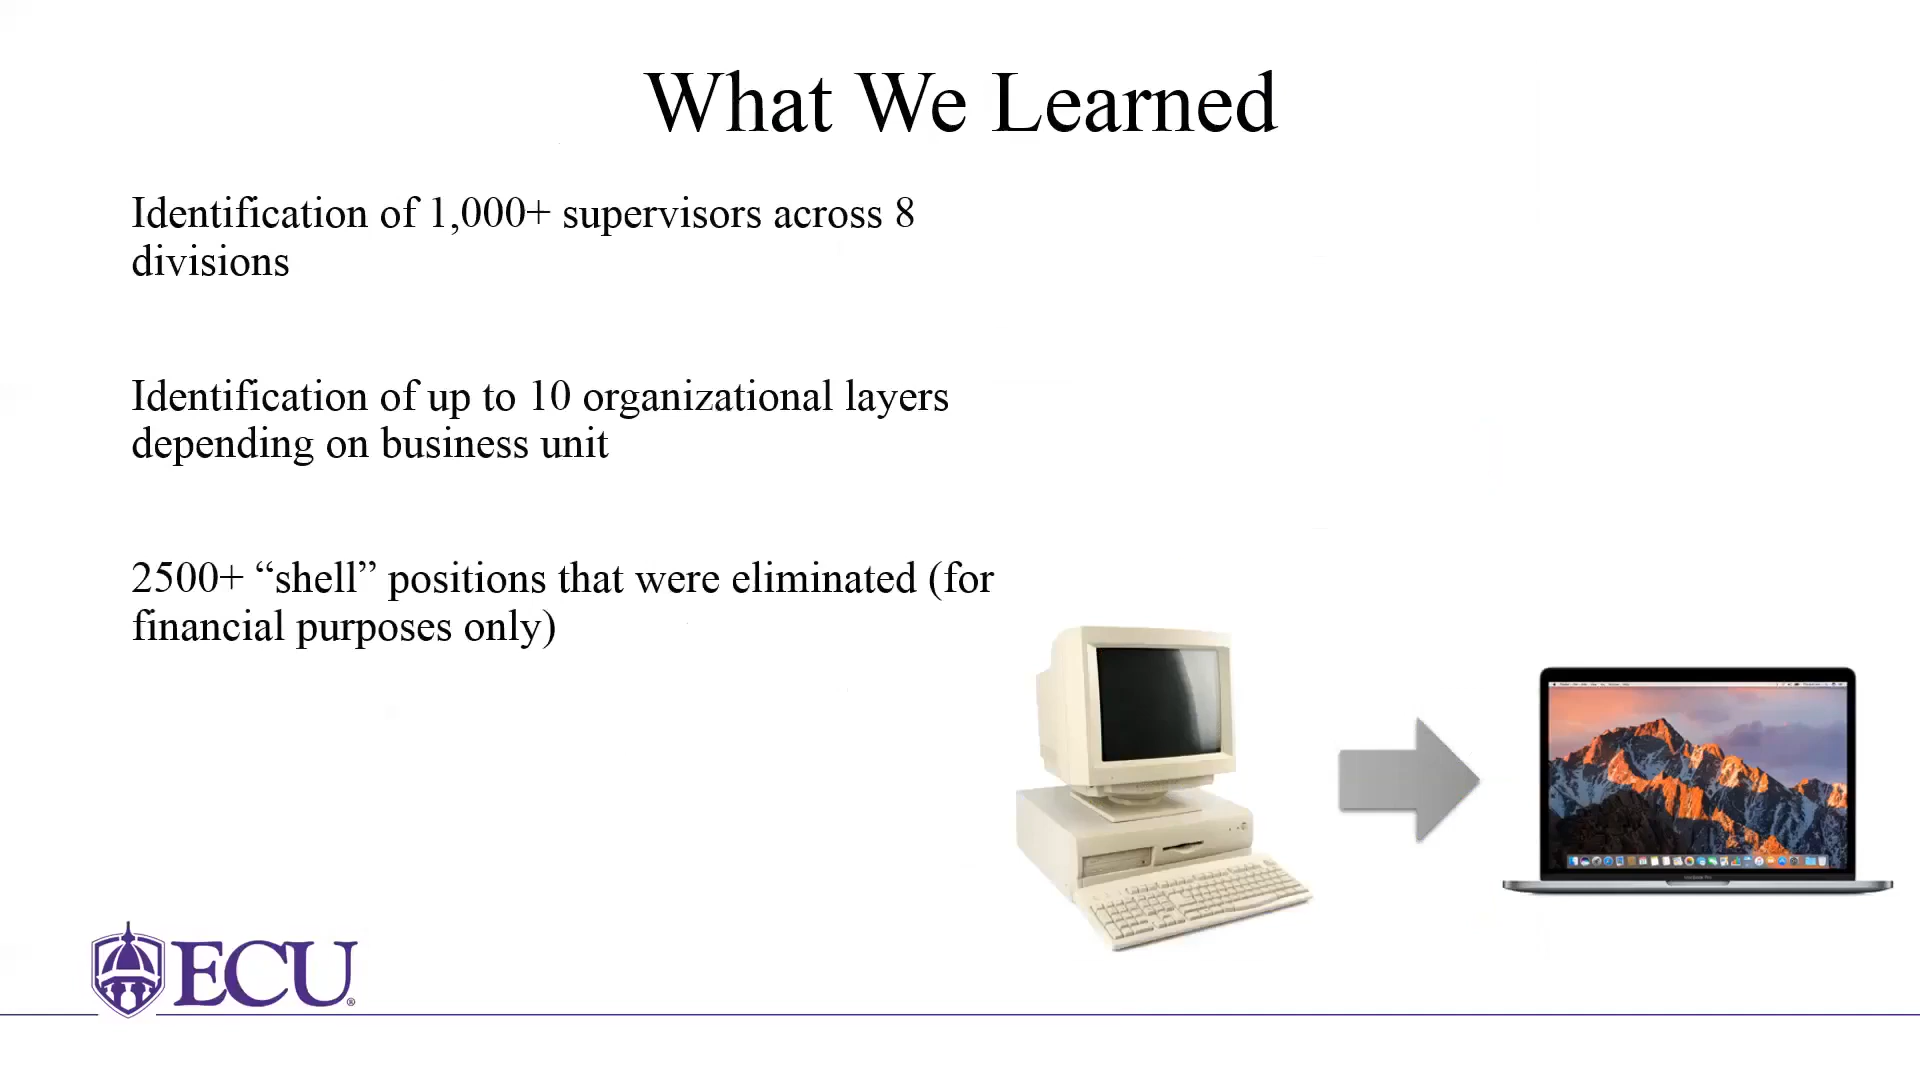 What We Learned
Identification of 1,000+ supervisors across 8
divisions
Identification of up to 10 organizational layers
depending on business unit
2500+ “shell” positions that were eliminated (for
financial purposes only)
ECU®